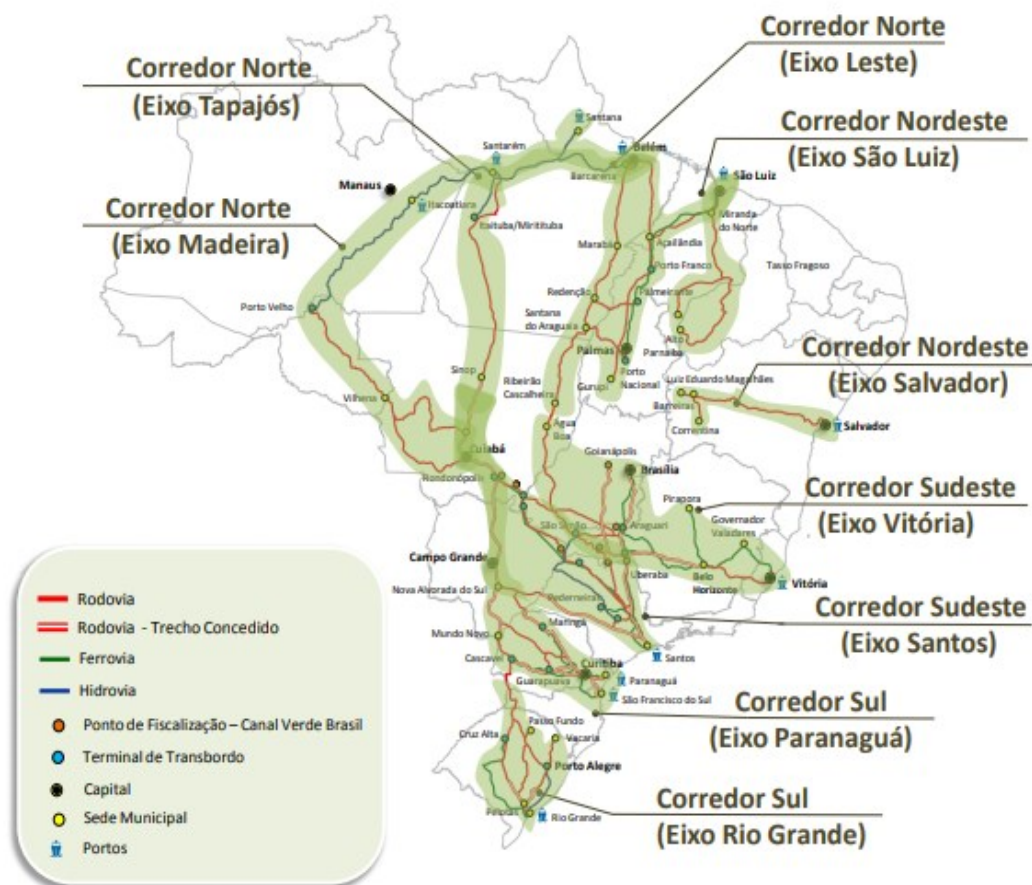 Corredor Norte
(Eixo Leste)
Corredor Norte
(Eixo Tapajós)
Corredor Nordeste
(Eixo São Luiz)
Corredor Norte
(Eixo Madeira)
Santana
Santarém
Belém
Barcarena
São Luiz
Manaus
Itacoatiara
Itaituba/Miritituba
Miranda
do Norte
Marabá
Açailândia
Porto Franco
Tasso Fragoso
Porto Velho
Redenção
Palmeirante
Santana
do Araguaia
Alto
Parnaíba
Palmas
Porto
Nacional
Gurupi
Corredor Nordeste
(Eixo Salvador)
Sinop
Ribeirão
Cascalheira
Luiz Eduardo Magalhães
Barreiras
Correntina
Salvador
Vilhena
Água
Boa
Cuiabá
Goianápolis
Brasília
Rondonópolis
Pirapora
Corredor Sudeste
(Eixo Vitória)
São Simão
Araguari
Governador
Valadares
Campo Grande
Uberaba
Belo
Horizonte
Vitória
Nova Alvorada do Sul
Pederneiras
Corredor Sudeste
(Eixo Santos)
Mundo Novo
Maringá
Santos
Cascavel
Guarapuava
Curitiba
Paranaguá
São Francisco do Sul
Corredor Sul
(Eixo Paranaguá)
Passo Fundo
Cruz Alta
Vacaria
Porto Alegre
Corredor Sul
(Eixo Rio Grande)
Pelotas
Rio Grande
Rodovia
Rodovia - Trecho Concedido
Ferrovia
Hidrovia
Ponto de Fiscalização – Canal Verde Brasil
Terminal de Transbordo
Capital
Sede Municipal
Portos